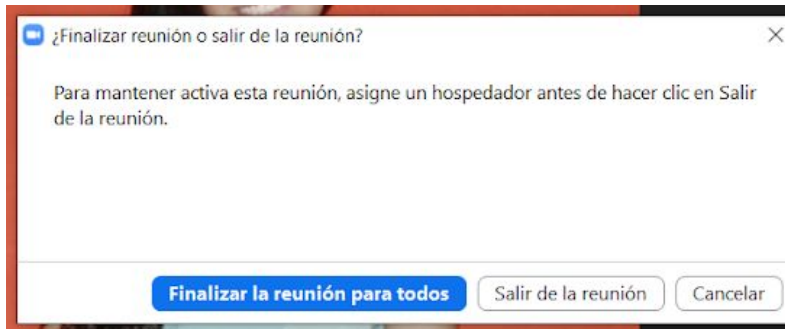 ¿Finalizar reunión o salir de la reunión?
Para mantener activa esta reunión, asigne un hospedador antes de hacer clic en Salir
de la reunión.
Finalizar la reunión para todos Salir de la reunión Cancelar